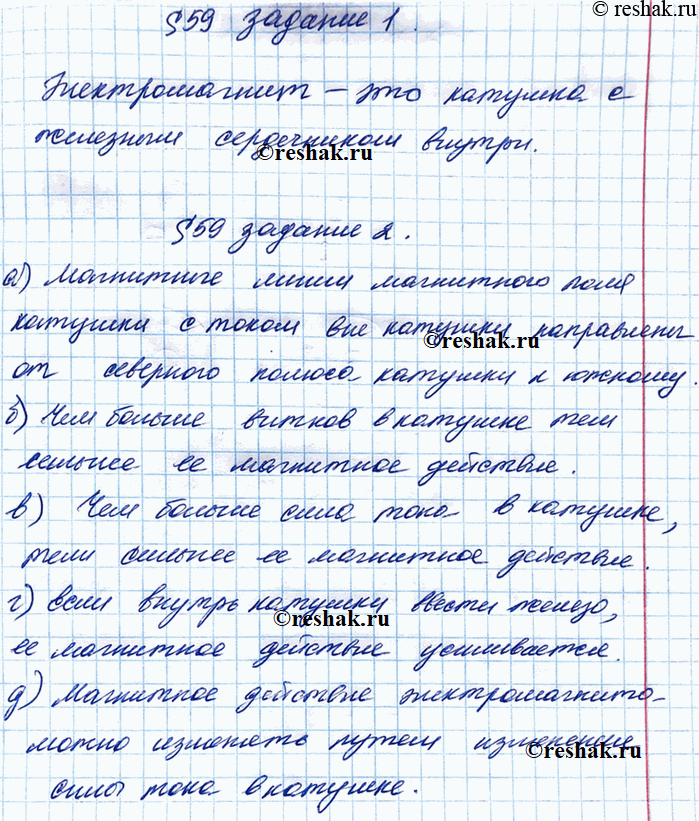 © reshak.ru
§59 задание 1.
Электромагнит – это катушка с
железным сердечником внутри.
©reshak.ru
§59 задание 2.
а) Магнитные линии магнитного поля
катушки с током вне катушки направлены
©reshak.ru
от северного полюса катушки к южному.
б) Чем больше витков в катушке тем
сильнее ее магнитное действие.
в) Чем больше сила тока в катушке,
тем сильнее ее магнитное действие.
г) Если внутрь катушки ввести железо,
©reshak.ru
ее магнитное действие усиливается.
д) Магнитное действие электромагнита
можно изменять путем изменения
©reshak.ru
силы тока в катушке.